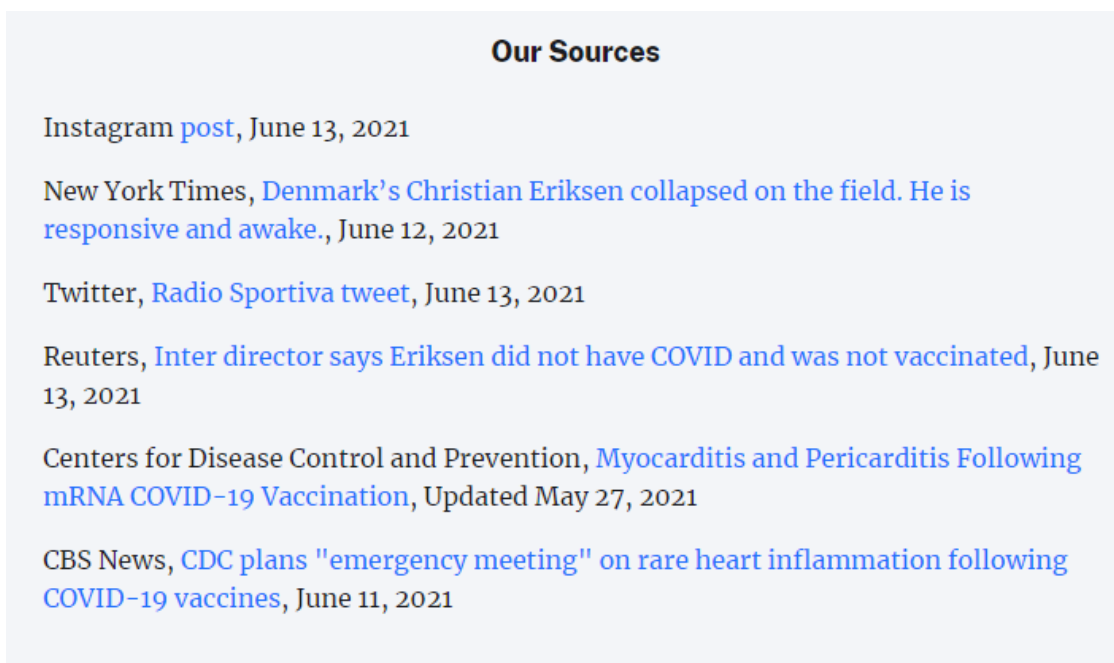 Our Sources
Instagram post, June 13, 2021
New York Times, Denmark’s Christian Eriksen collapsed on the field. He is
responsive and awake., June 12, 2021
Twitter, Radio Sportiva tweet, June 13, 2021
Reuters, Inter director says Eriksen did not have COVID and was not vaccinated, June
13, 2021
Centers for Disease Control and Prevention, Myocarditis and Pericarditis Following
mRNA COVID-19 Vaccination, Updated May 27, 2021
CBS News, CDC plans "emergency meeting" on rare heart inflammation following
COVID-19 vaccines, June 11, 2021